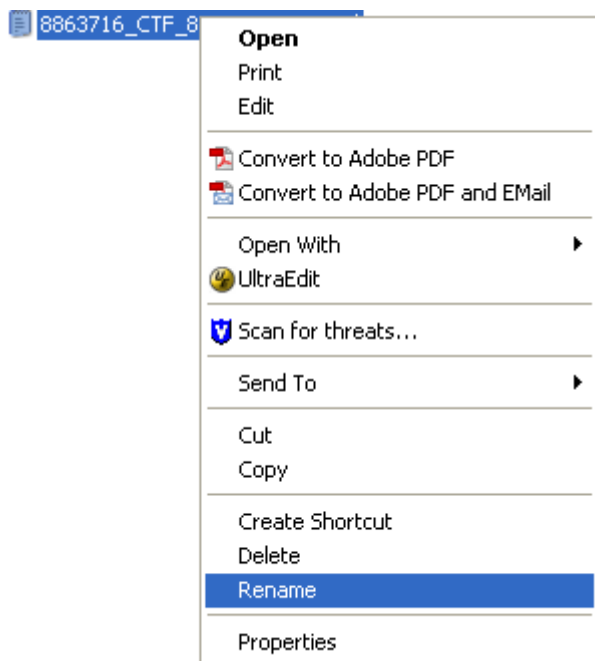 8863716_CTF_8
Open
Print
Edit
Convert to Adobe PDF
Convert to Adobe PDF and EMail
Open With
UltraEdit
Scan for threats...
Send To
Cut
Copy
Create Shortcut
Delete
Rename
Properties